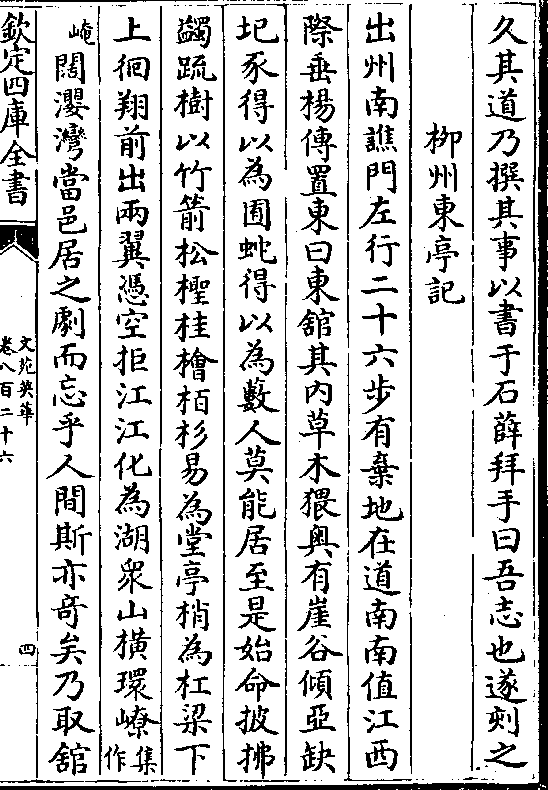 久其道乃撰其事以書于石薛拜手曰吾志也遂刻之
柳州東亭記
出州南譙門左行二十六步有棄地在道南南值江西
際垂楊傳置東曰東舘其内草木猥奥有崖谷傾亞缺
圯豕得以為囿蛇得以為藪人莫能居至是始命披拂
蠲䟽樹以竹箭松檉桂檜栢杉易為堂亭梢為杠梁下
上徊翔前出兩翼憑空拒江江化為湖衆山横環嶛集作
㟅闊瀴灣當邑居之劇而忘乎人間斯亦竒矣乃取舘
欽定四庫全書
文苑英華
卷八百二十六
四